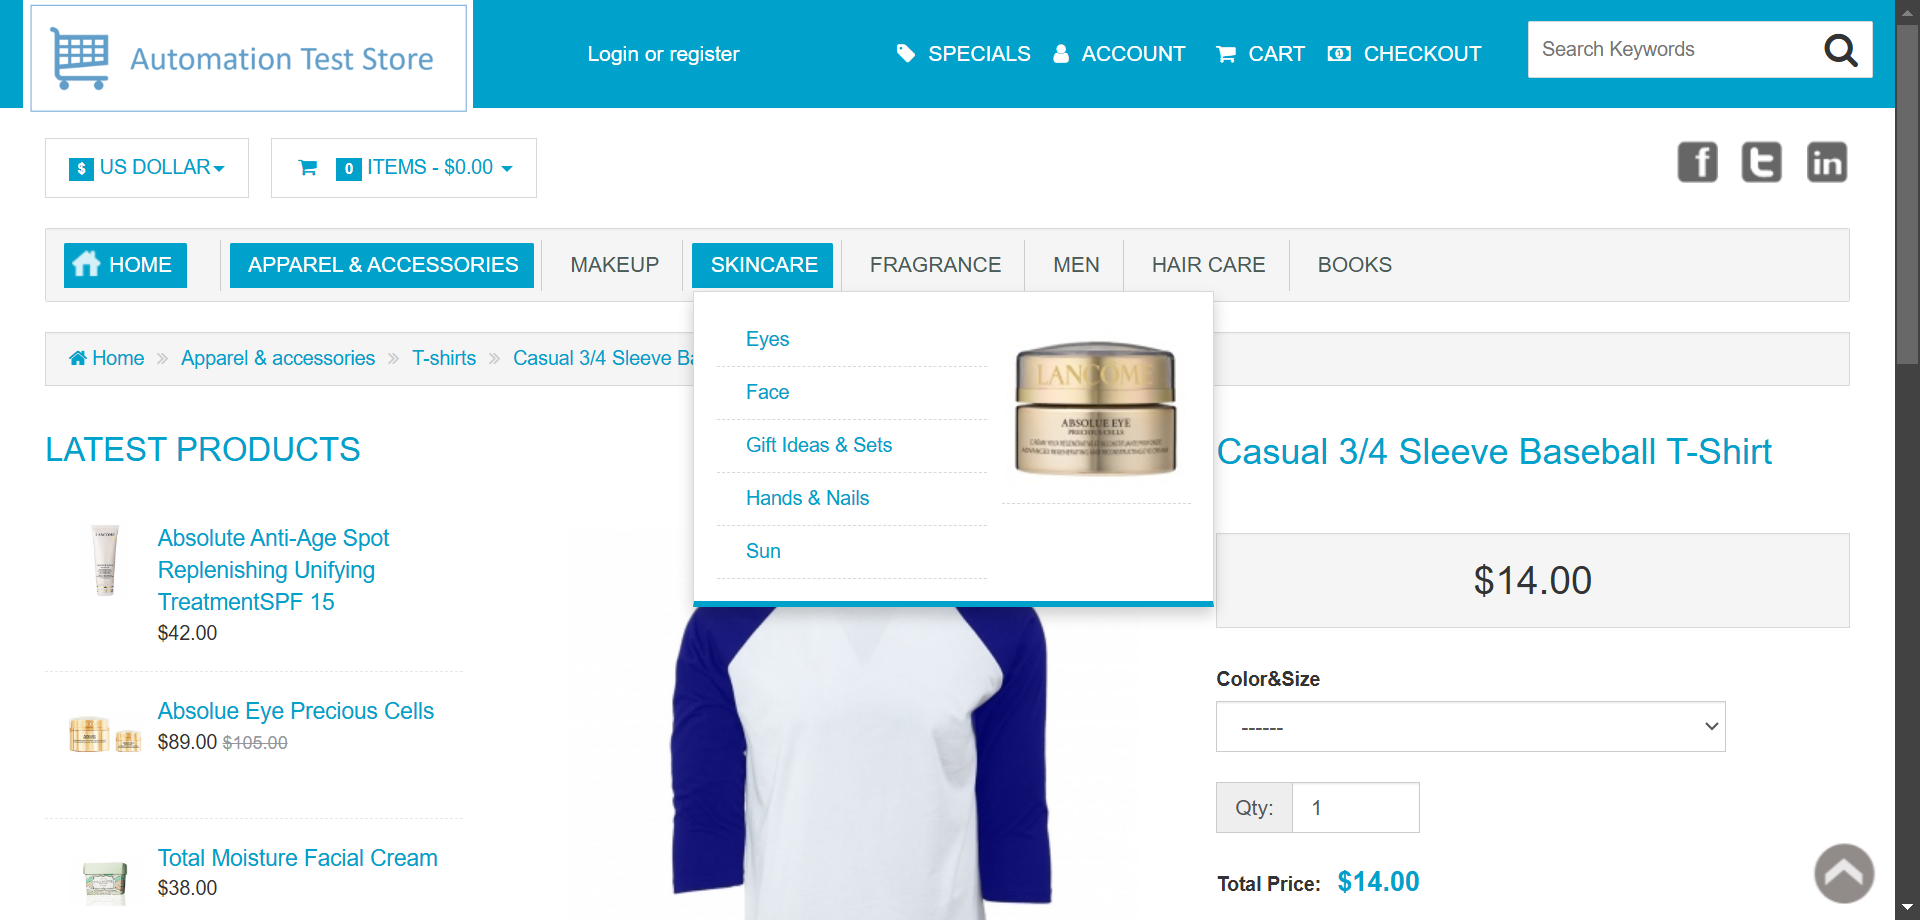 Automation Test Store
Login or register
SPECIALS
ACCOUNT
CART
CHECKOUT
Search Keywords
$ US DOLLAR
0 ITEMS - $0.00
HOME
APPAREL & ACCESSORIES
MAKEUP
SKINCARE
FRAGRANCE
MEN
HAIR CARE
BOOKS
Home » Apparel & accessories » T-shirts » Casual 3/4 Sleeve
Eyes
Face
Gift Ideas & Sets
Hands & Nails
Sun
LANCOME
ABSOLUE EYE
PRECIOUS CELLS
LATEST PRODUCTS
Absolute Anti-Age Spot
Replenishing Unifying
TreatmentSPF 15
$42.00
Absolue Eye Precious Cells
$89.00 $105.00
Total Moisture Facial Cream
$38.00
Casual 3/4 Sleeve Baseball T-Shirt
$14.00
Color&Size
------
Qty: 1
Total Price: $14.00